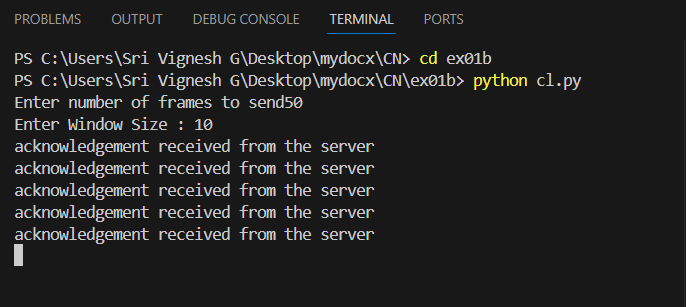 PROBLEMS OUTPUT DEBUG CONSOLE TERMINAL PORTS
PS C:\Users\Sri Vignesh G\Desktop\mydocx\CN> cd ex01b
PS C:\Users\Sri Vignesh G\Desktop\mydocx\CN\ex01b> python cl.py
Enter number of frames to send50
Enter Window Size : 10
acknowledgement received from the server
acknowledgement received from the server
acknowledgement received from the server
acknowledgement received from the server
acknowledgement received from the server